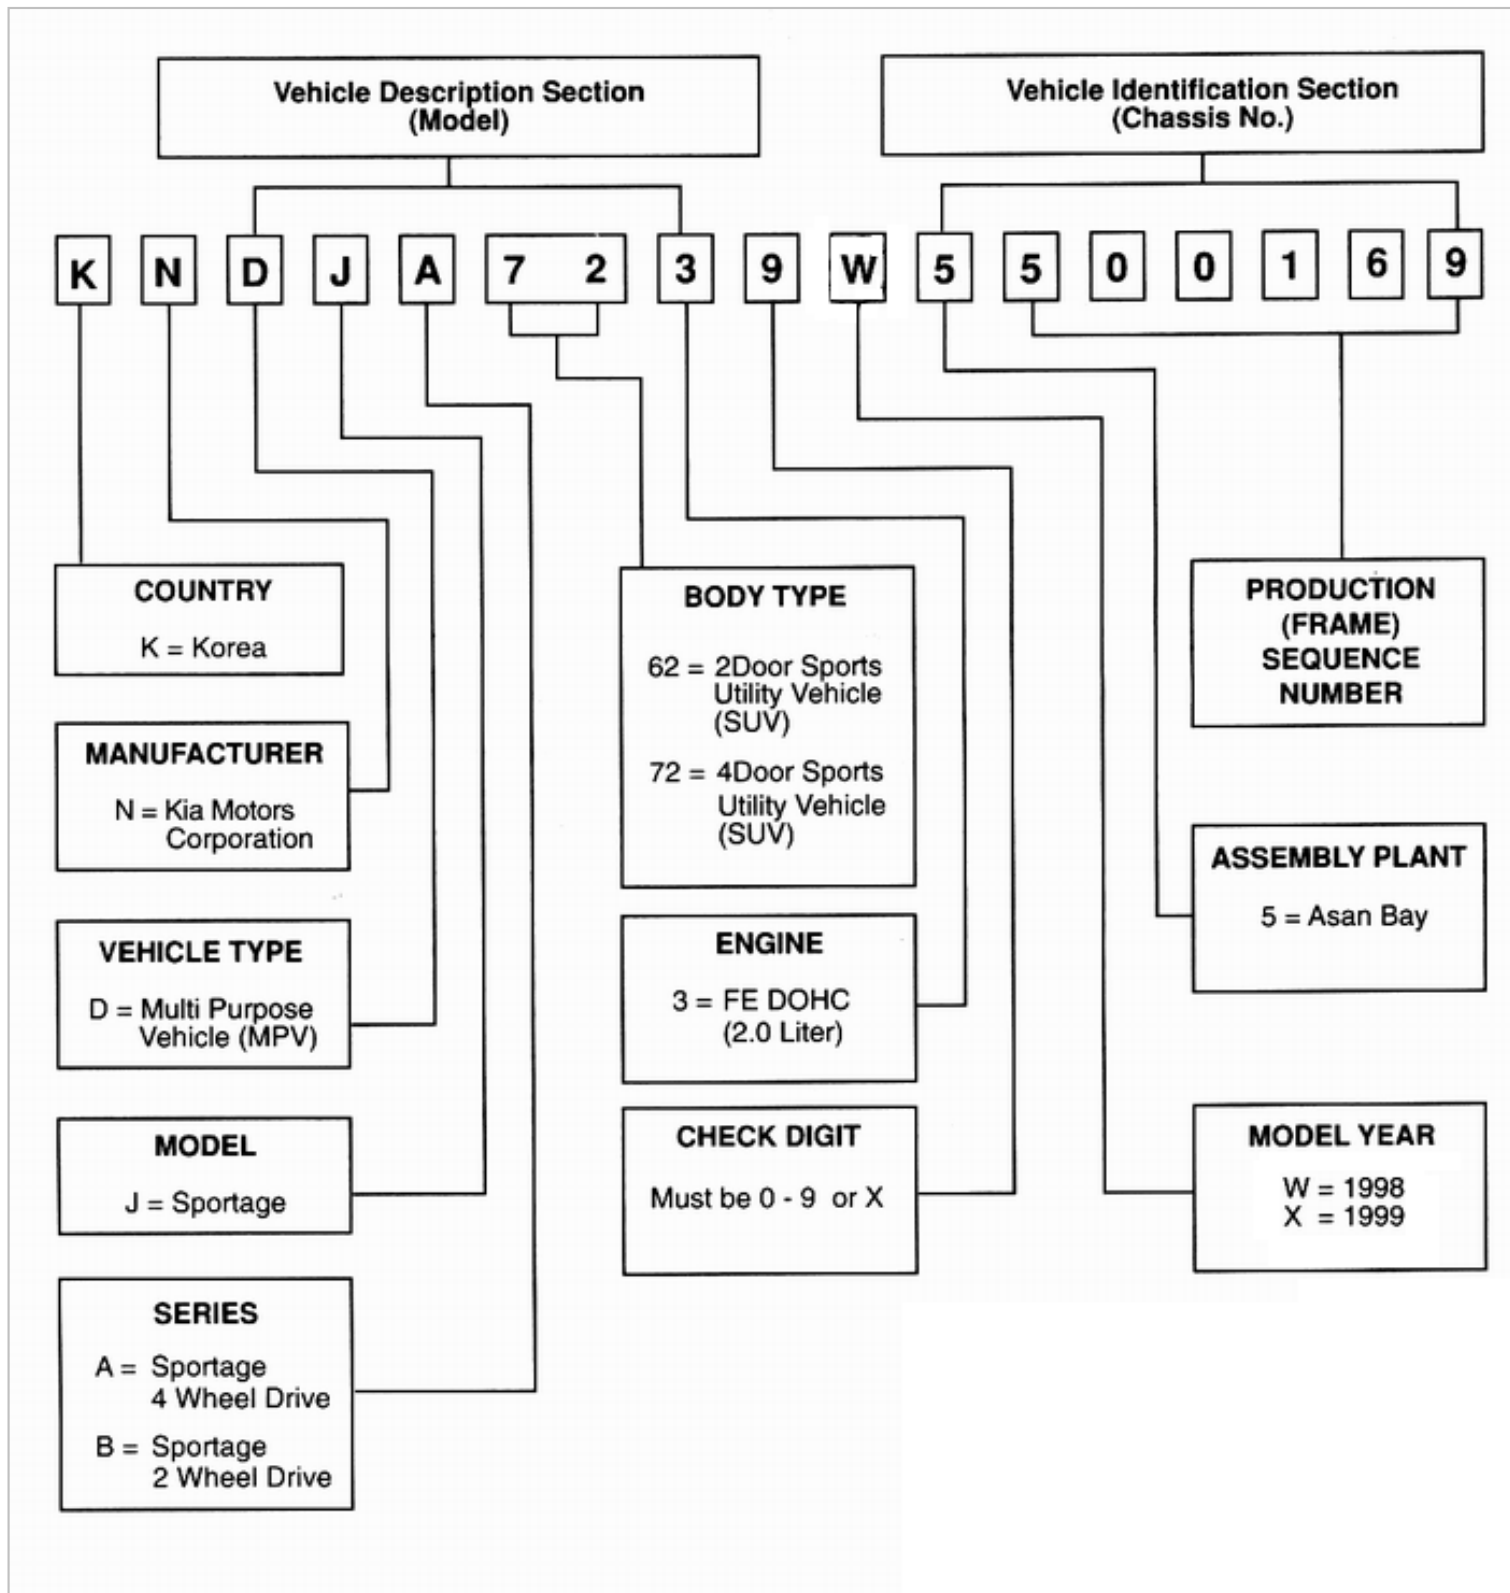 Vehicle Description Section
(Model)
Vehicle Identification Section
(Chassis No.)
K N D J A 7 2 3 9 W 5 5 0 0 1 6 9
COUNTRY
K = Korea
MANUFACTURER
N = Kia Motors
Corporation
VEHICLE TYPE
D = Multi Purpose
Vehicle (MPV)
MODEL
J = Sportage
SERIES
A = Sportage
4 Wheel Drive
B = Sportage
2 Wheel Drive
BODY TYPE
62 = 2Door Sports
Utility Vehicle
(SUV)
72 = 4Door Sports
Utility Vehicle
(SUV)
ENGINE
3 = FE DOHC
(2.0 Liter)
CHECK DIGIT
Must be 0 - 9 or X
PRODUCTION
(FRAME)
SEQUENCE
NUMBER
ASSEMBLY PLANT
5 = Asan Bay
MODEL YEAR
W = 1998
X = 1999